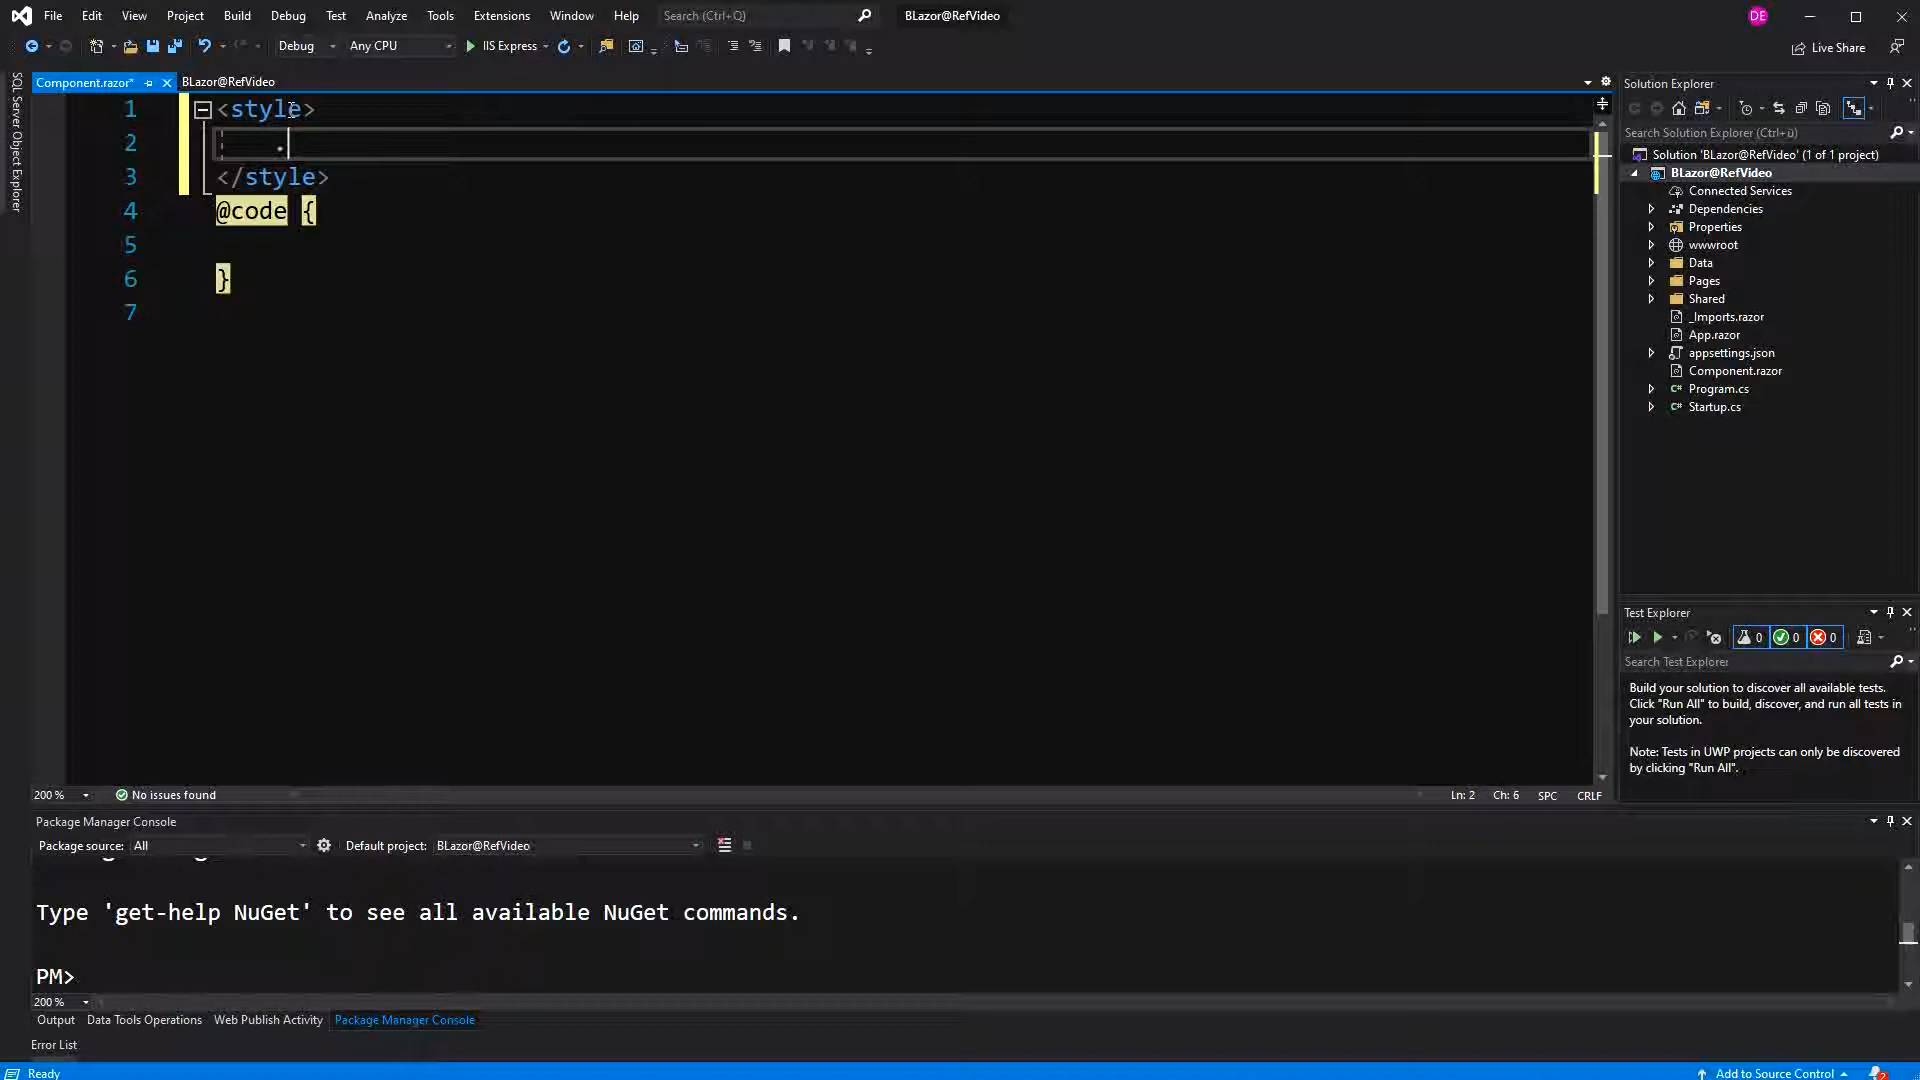 File Edit View Project Build Debug Test Analyze Tools Extensions Window Help Search (Ctrl+Q) BLazor@RefVideo DE
Debug Any CPU IIS Express Live Share
SQL Server Object Explorer
Component.razor* BLazor@RefVideo
1 <style>
2 .
3 </style>
4 @code {
5
6 }
7
200 % No issues found Ln: 2 Ch: 6 SPC CRLF
Solution Explorer
Search Solution Explorer (Ctrl+ü)
Solution 'BLazor@RefVideo' (1 of 1 project)
BLazor@RefVideo
Connected Services
Dependencies
Properties
wwwroot
Data
Pages
Shared
_Imports.razor
App.razor
appsettings.json
Component.razor
C# Program.cs
C# Startup.cs
Test Explorer
0 0 0
Search Test Explorer
Build your solution to discover all available tests.
Click "Run All" to build, discover, and run all tests in
your solution.
Note: Tests in UWP projects can only be discovered
by clicking "Run All".
Package Manager Console
Package source: All Default project: BLazor@RefVideo
Type 'get-help NuGet' to see all available NuGet commands.
PM>
200 %
Output Data Tools Operations Web Publish Activity Package Manager Console
Error List
Ready Add to Source Control 2